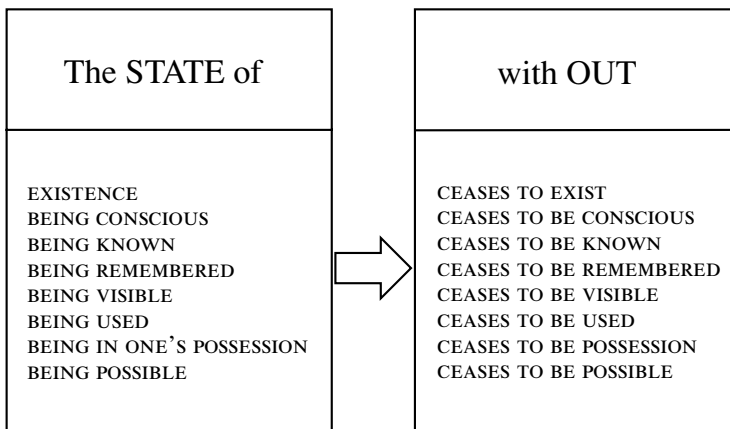 The STATE of
EXISTENCE
BEING CONSCIOUS
BEING KNOWN
BEING REMEMBERED
BEING VISIBLE
BEING USED
BEING IN ONE'S POSSESSION
BEING POSSIBLE
with OUT
CEASES TO EXIST
CEASES TO BE CONSCIOUS
CEASES TO BE KNOWN
CEASES TO BE REMEMBERED
CEASES TO BE VISIBLE
CEASES TO BE USED
CEASES TO BE POSSESSION
CEASES TO BE POSSIBLE